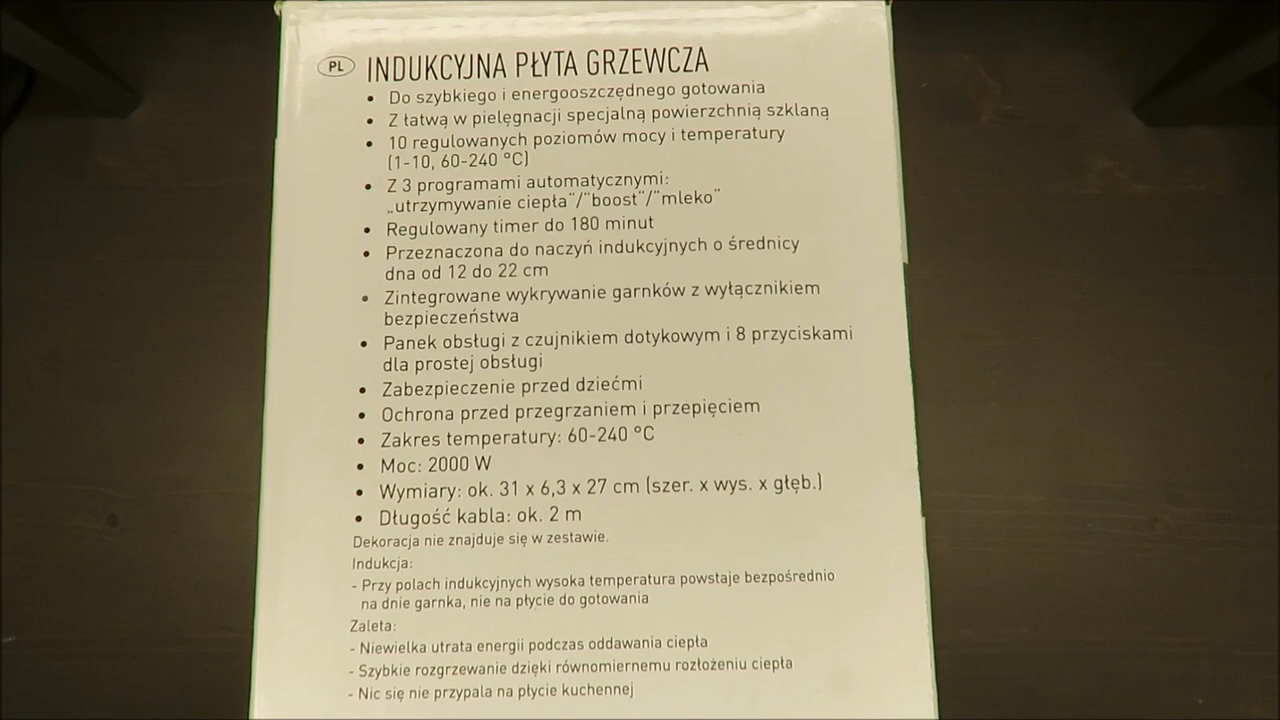 PL INDUKCYJNA PŁYTA GRZEWCZA
• Do szybkiego i energooszczędnego gotowania
• Z łatwą w pielęgnacji specjalną powierzchnią szklaną
• 10 regulowanych poziomów mocy i temperatury
(1-10, 60-240 °C)
• Z 3 programami automatycznymi:
„utrzymywanie ciepła"/"boost"/"mleko"
• Regulowany timer do 180 minut
• Przeznaczona do naczyń indukcyjnych o średnicy
dna od 12 do 22 cm
• Zintegrowane wykrywanie garnków z wyłącznikiem
bezpieczeństwa
• Panek obsługi z czujnikiem dotykowym i 8 przyciskami
dla prostej obsługi
• Zabezpieczenie przed dziećmi
• Ochrona przed przegrzaniem i przepięciem
• Zakres temperatury: 60-240 °C
• Moc: 2000 W
• Wymiary: ok. 31 x 6,3 x 27 cm (szer. x wys. x głęb.)
• Długość kabla: ok. 2 m
Dekoracja nie znajduje się w zestawie.
Indukcja:
- Przy polach indukcyjnych wysoka temperatura powstaje bezpośrednio
na dnie garnka, nie na płycie do gotowania
Zaleta:
- Niewielka utrata energii podczas oddawania ciepła
- Szybkie rozgrzewanie dzięki równomiernemu rozłożeniu ciepła
- Nic się nie przypala na płycie kuchennej